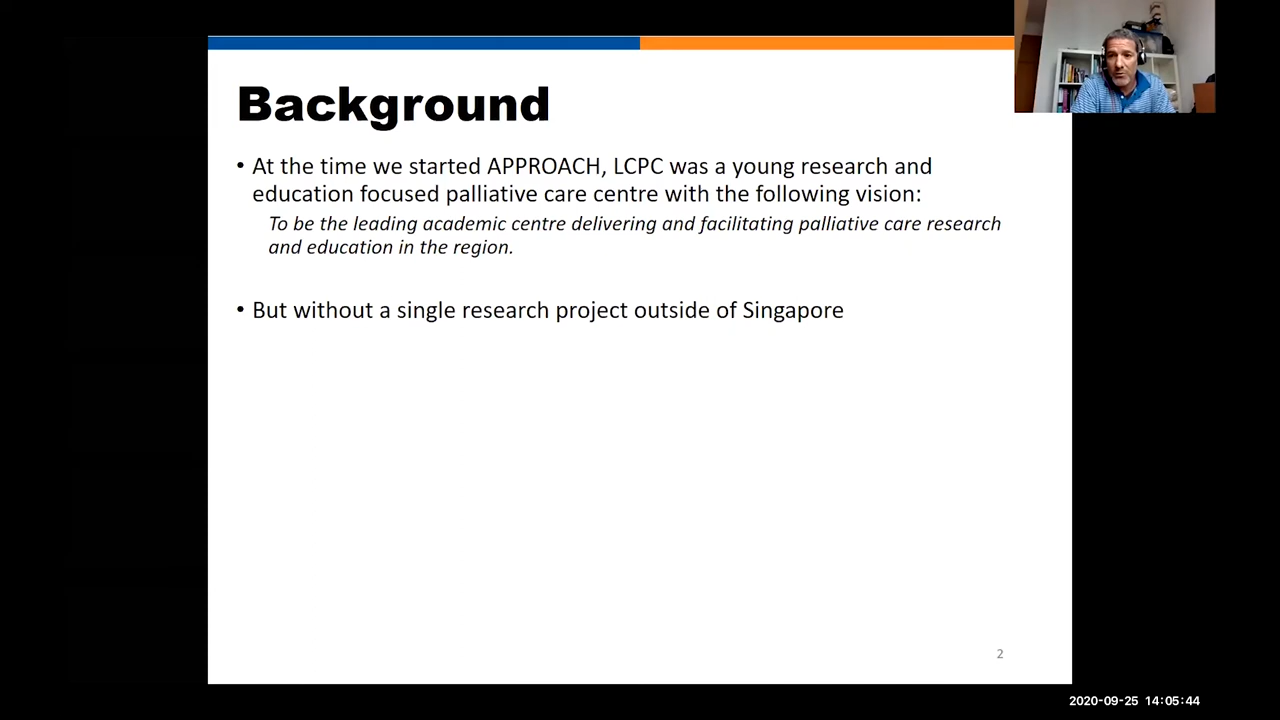 Background
• At the time we started APPROACH, LCPC was a young research and
education focused palliative care centre with the following vision:
To be the leading academic centre delivering and facilitating palliative care research
and education in the region.
• But without a single research project outside of Singapore
2
2020-09-25 14:05:44